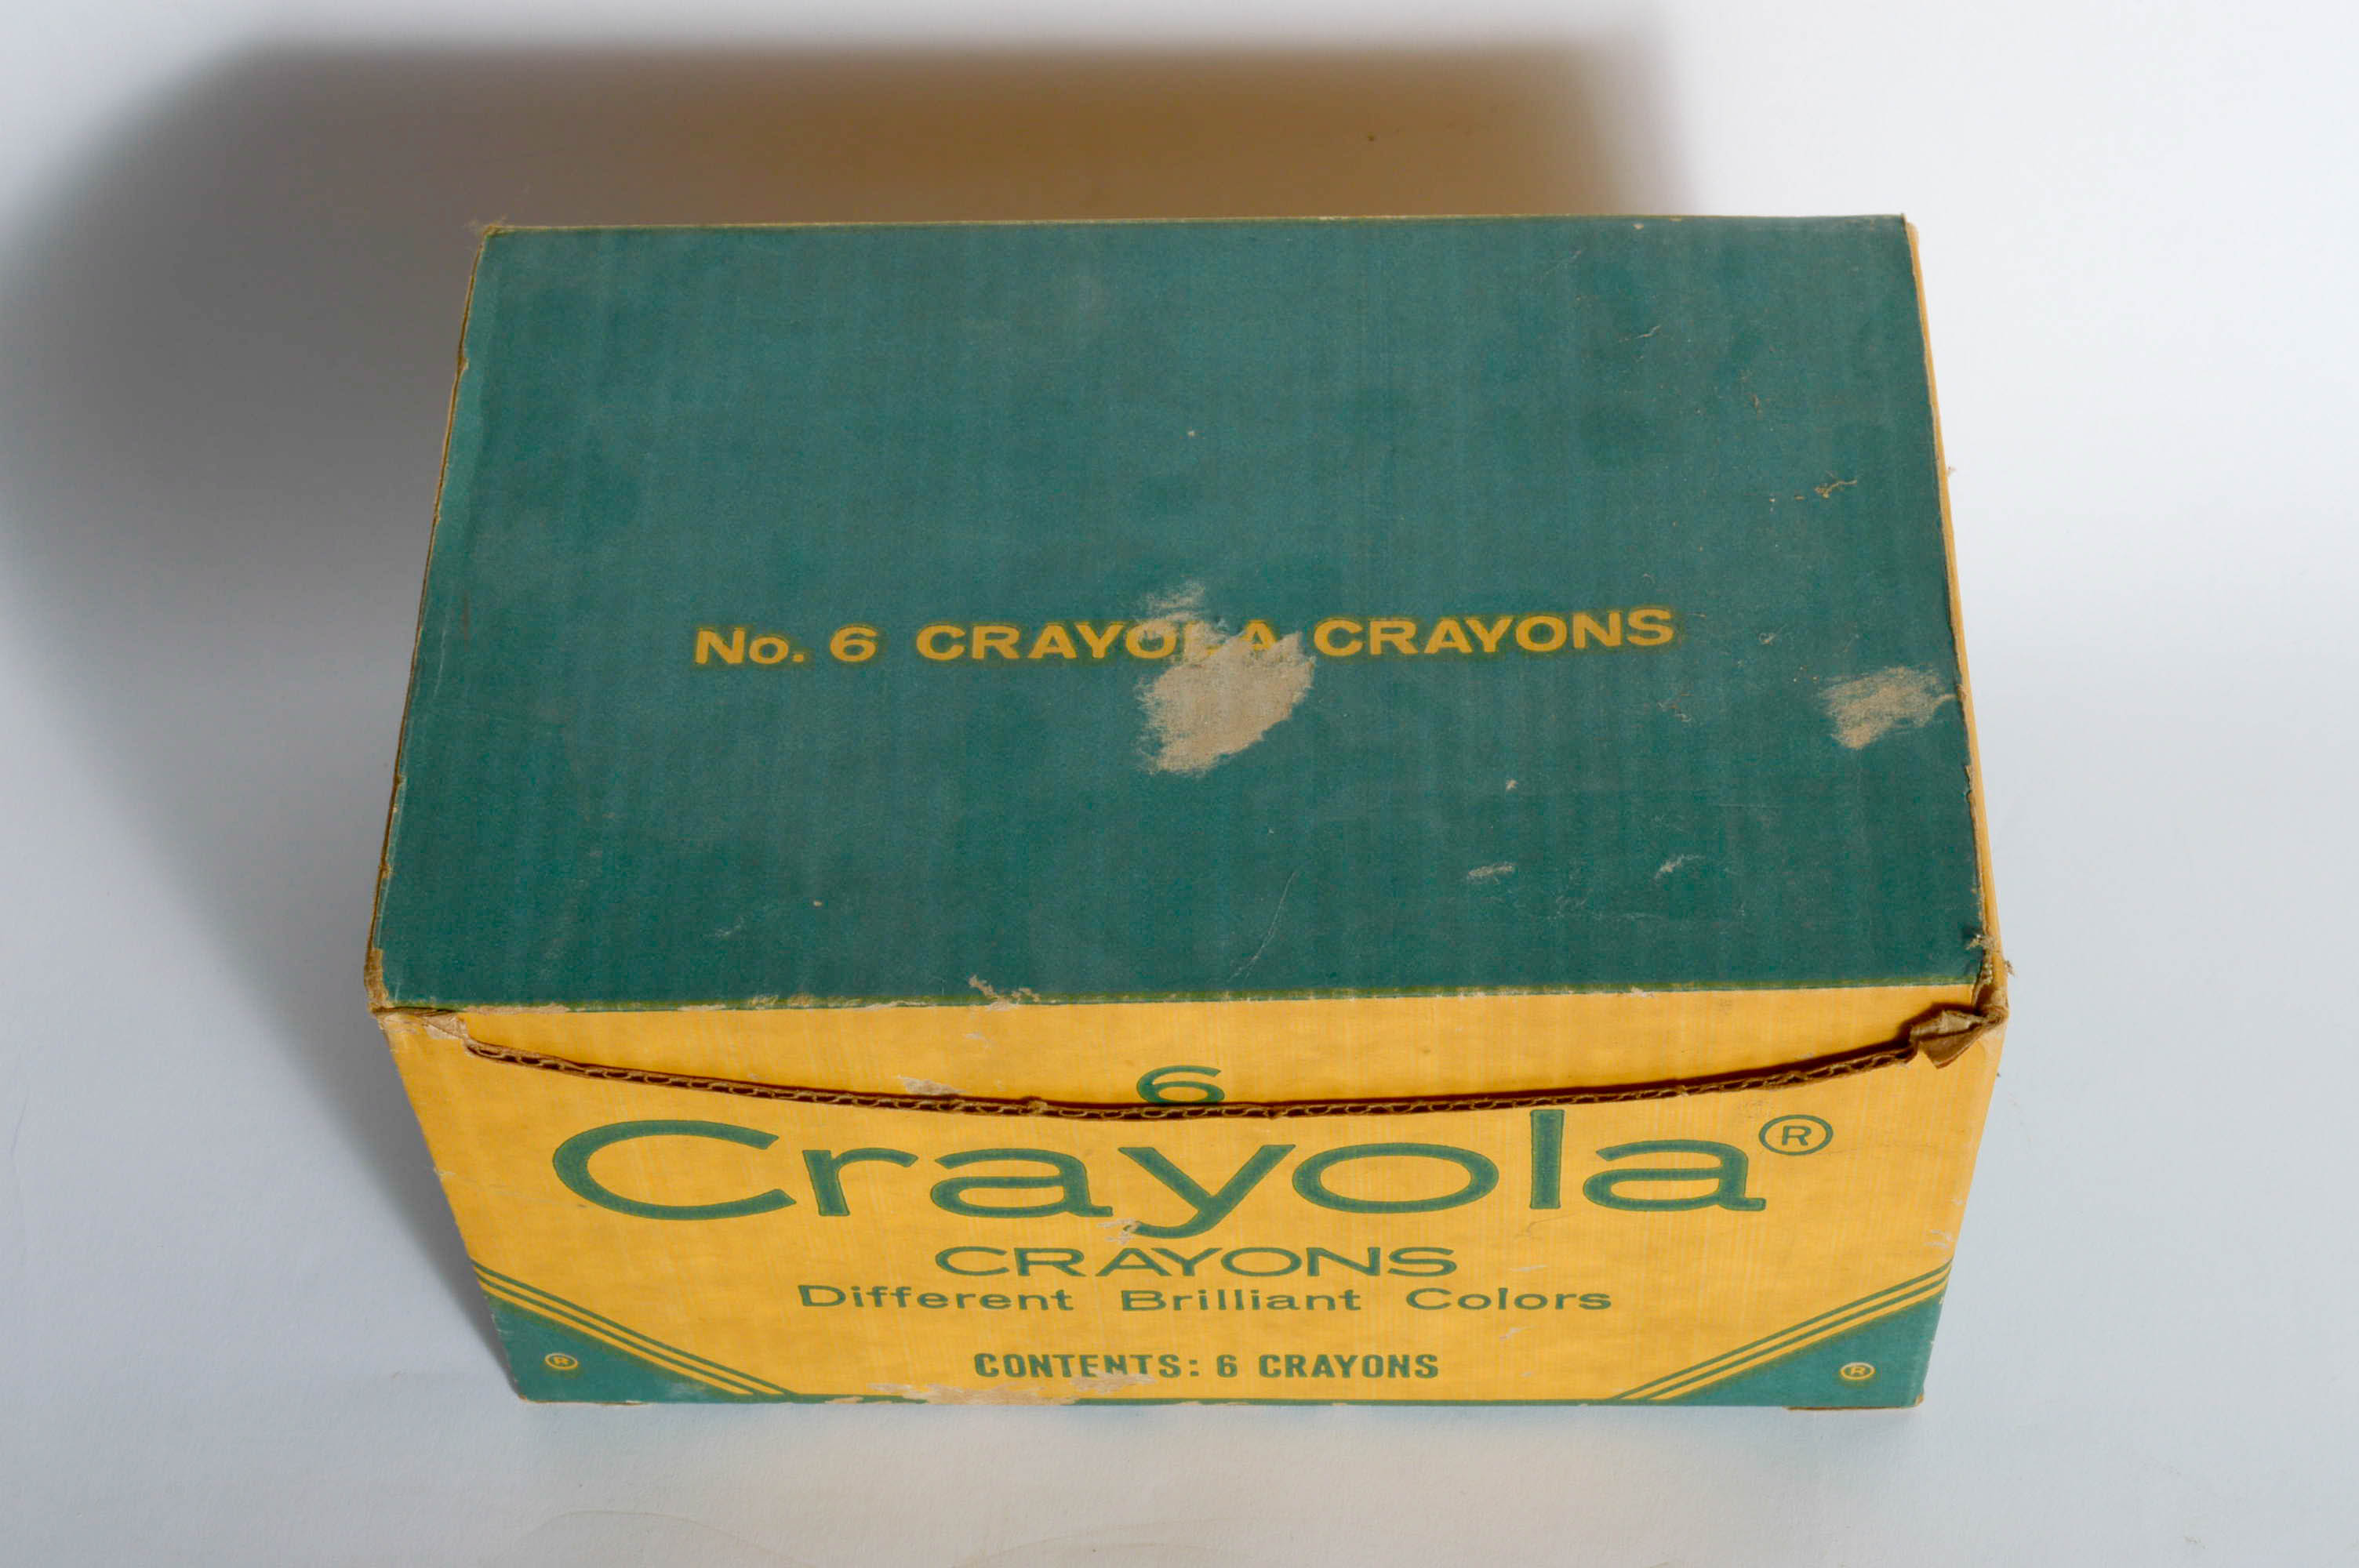 No. 6 CRAYOLA CRAYONS
6
Crayola®
CRAYONS
Different Brilliant Colors
CONTENTS: 6 CRAYONS
® ®